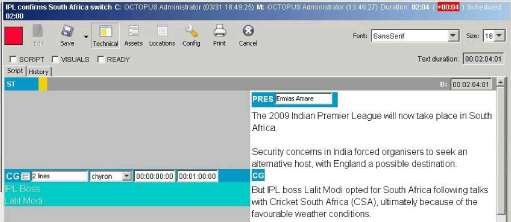 IPL confirms South Africa switch C: OCTOPUS Administrator (03/31 18:49:25) M: OCTOPUS Administrator (13:46:27) Duration: 02:04 ( +00:04 ) Scheduled:
02:00
Edit Save Technical Assets Locations Config Print Cancel Font: SansSerif Size: 18
SCRIPT VISUALS READY Text duration: 00:02:04:01
Script History
ST 00:02:04:01
PRES Ermias Amare
The 2009 Indian Premier League will now take place in South
Africa.
Security concerns in India forced organisers to seek an
alternative host, with England a possible destination.
CG 2 lines chyron 00:00:00:00 00:01:00:00
CG
IPL Boss
Lalit Modi
But IPL boss Lalit Modi opted for South Africa following talks
with Cricket South Africa (CSA), ultimately because of the
favourable weather conditions.